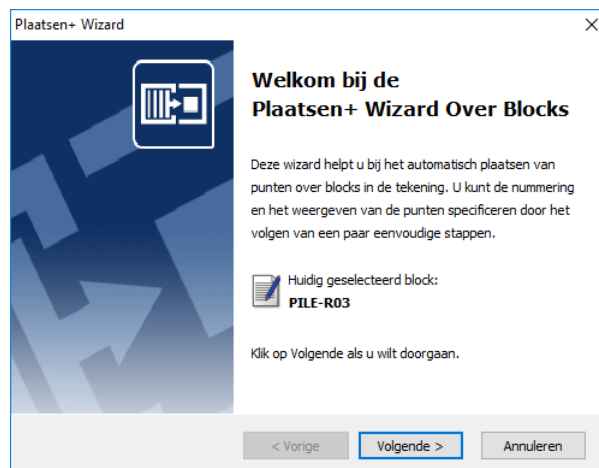 Plaatsen+ Wizard
Welkom bij de
Plaatsen+ Wizard Over Blocks
Deze wizard helpt u bij het automatisch plaatsen van
punten over blocks in de tekening. U kunt de nummering
en het weergeven van de punten specificeren door het
volgen van een paar eenvoudige stappen.
Huidig geselecteerd block:
PILE-R03
Klik op Volgende als u wilt doorgaan.
< Vorige
Volgende >
Annuleren